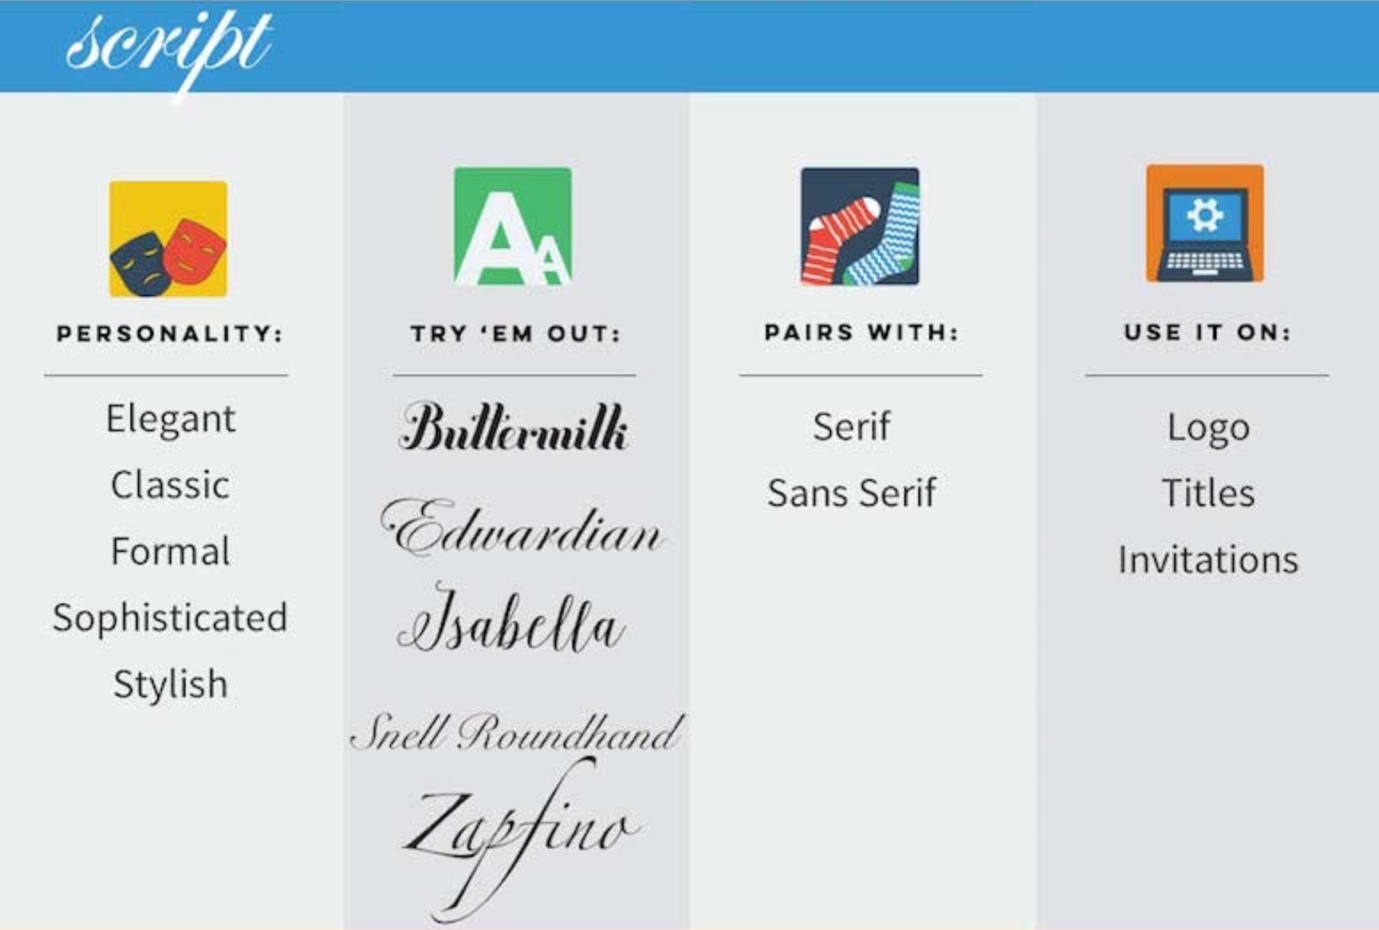 script
PERSONALITY:
Elegant
Classic
Formal
Sophisticated
Stylish
AA
TRY ‘EM OUT:
Buttermilk
Edwardian
Isabella
Snell Roundhand
Zapfino
PAIRS WITH:
Serif
Sans Serif
USE IT ON:
Logo
Titles
Invitations